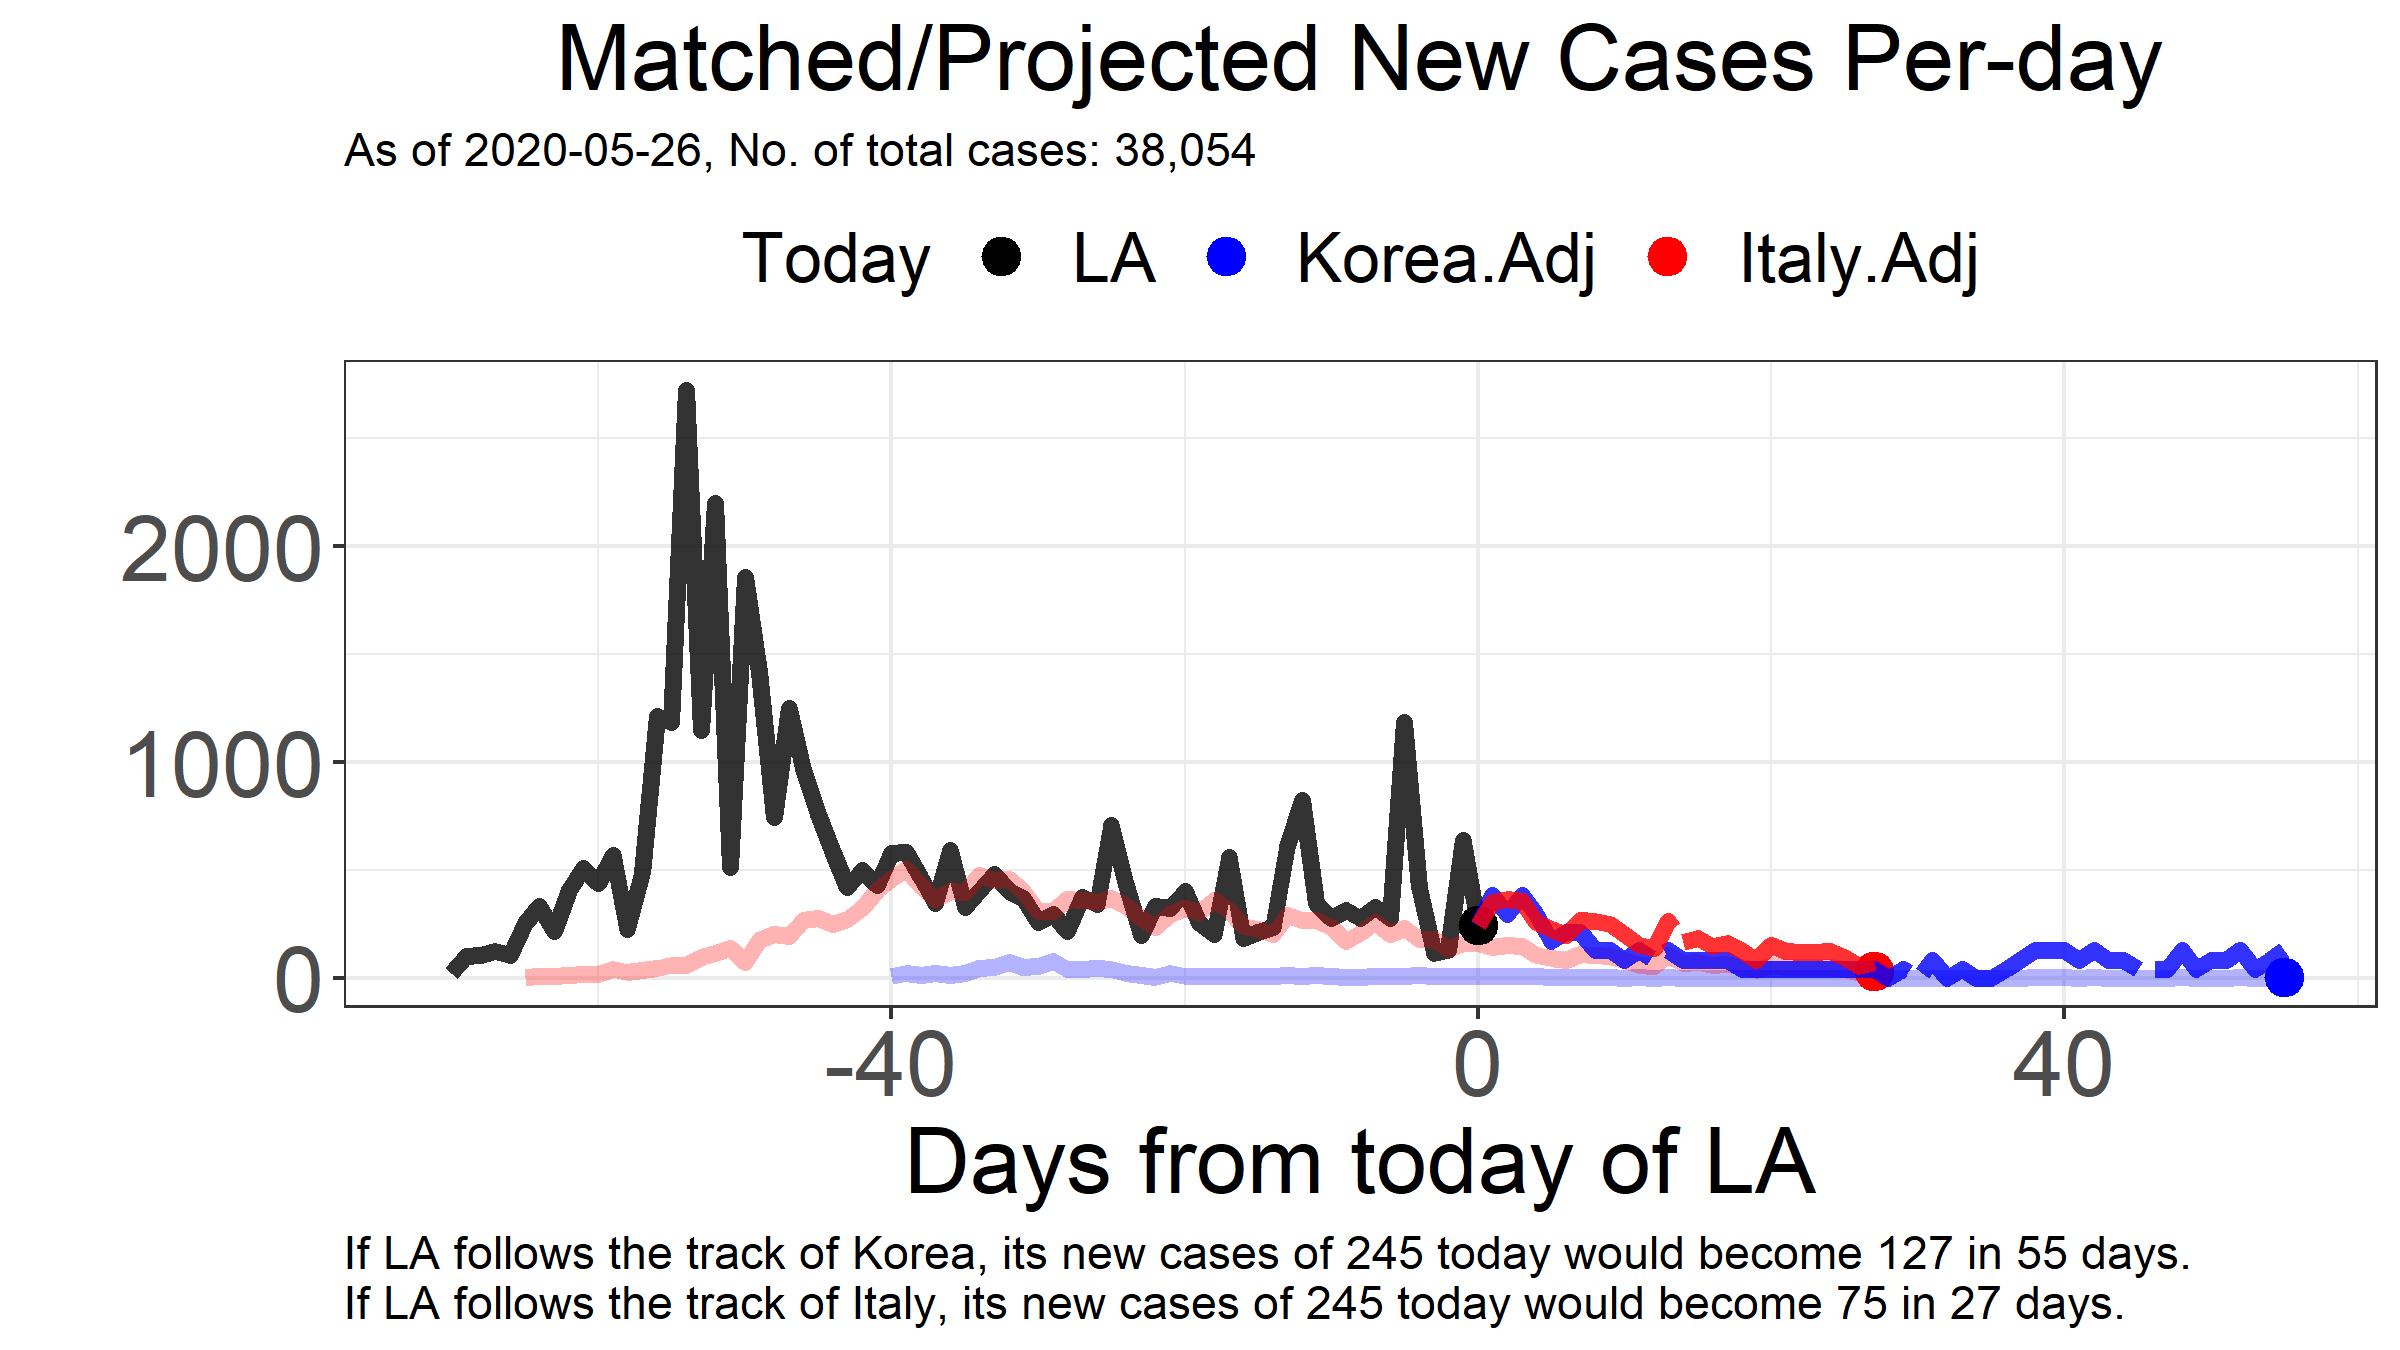 Matched/Projected New Cases Per-day
As of 2020-05-26, No. of total cases: 38,054
Today LA Korea.Adj Italy.Adj
2000
1000
0
-40 0 40
Days from today of LA
If LA follows the track of Korea, its new cases of 245 today would become 127 in 55 days.
If LA follows the track of Italy, its new cases of 245 today would become 75 in 27 days.